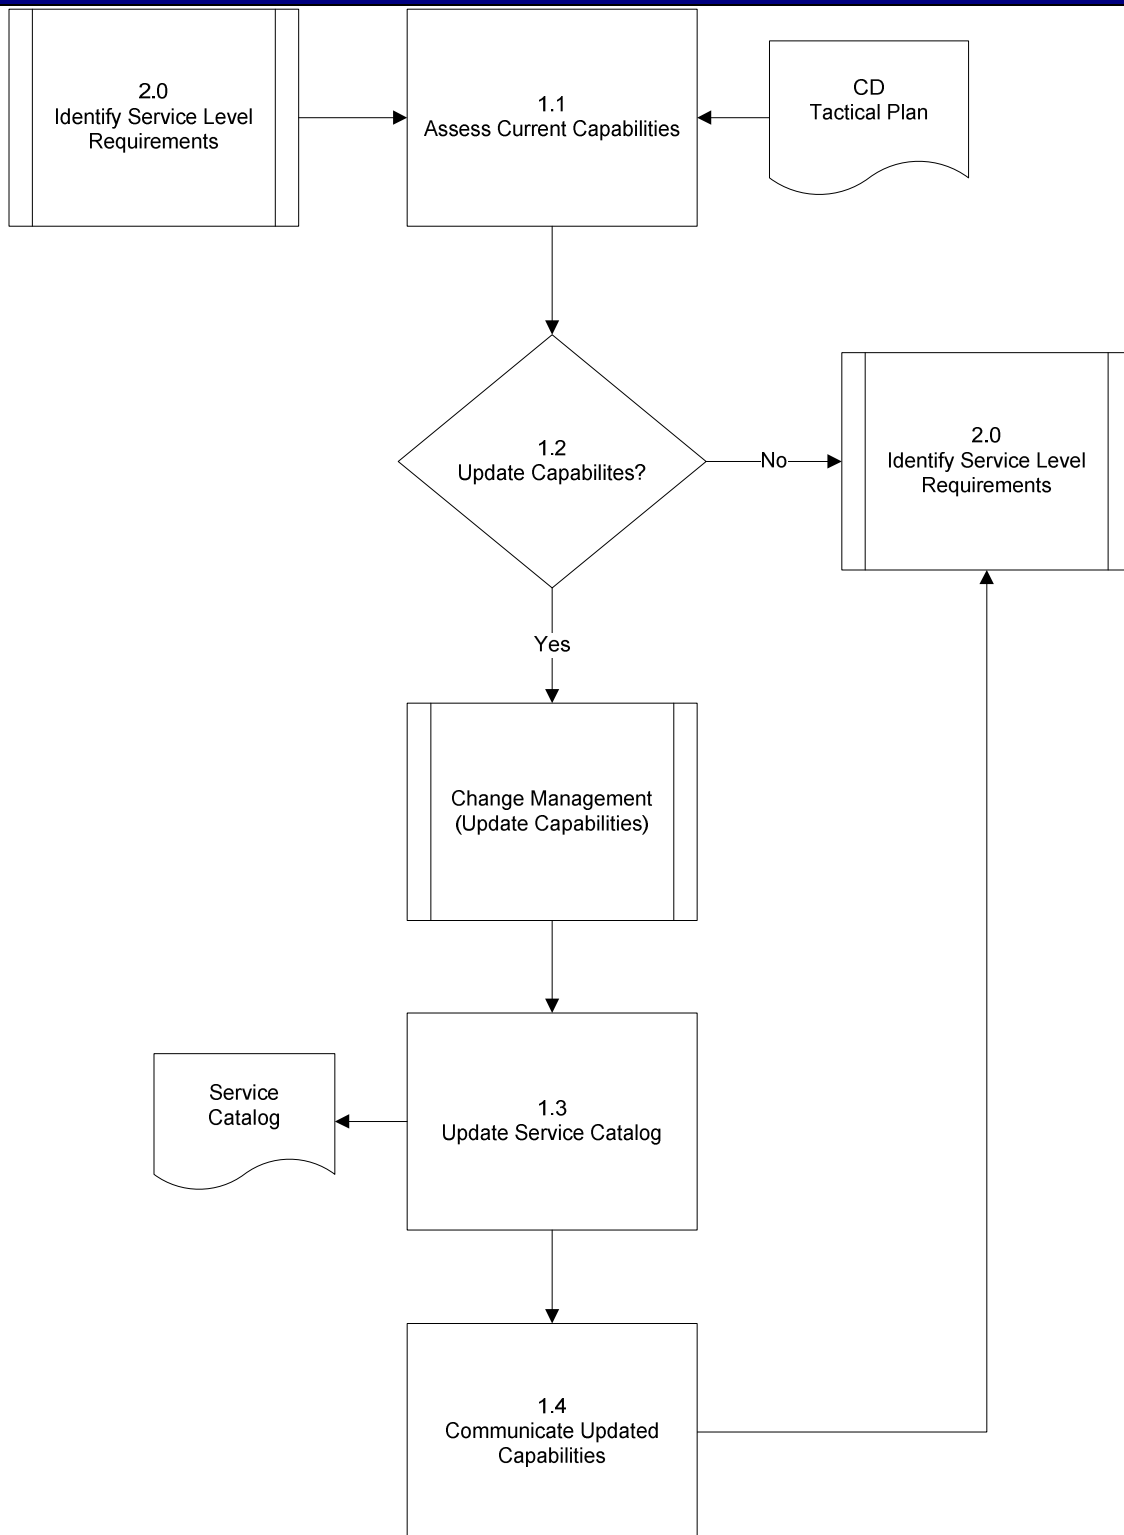 2.0
Identify Service Level
Requirements
1.1
Assess Current Capabilities
CD
Tactical Plan
1.2
Update Capabilites?
No
2.0
Identify Service Level
Requirements
Yes
Change Management
(Update Capabilities)
Service
Catalog
1.3
Update Service Catalog
1.4
Communicate Updated
Capabilities